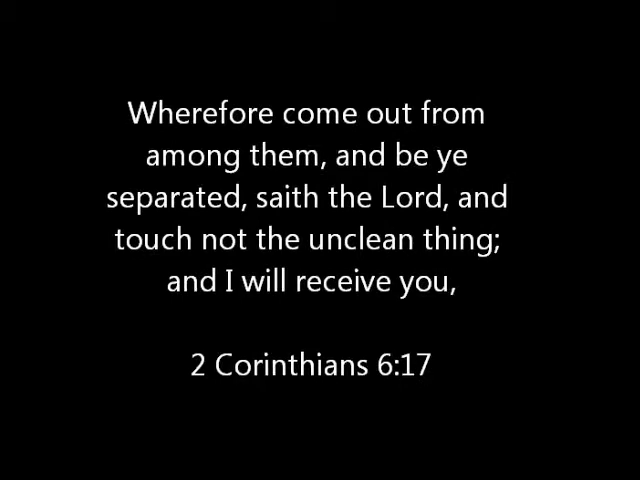 Wherefore come out from
among them, and be ye
separated, saith the Lord, and
touch not the unclean thing;
and I will receive you,
2 Corinthians 6:17